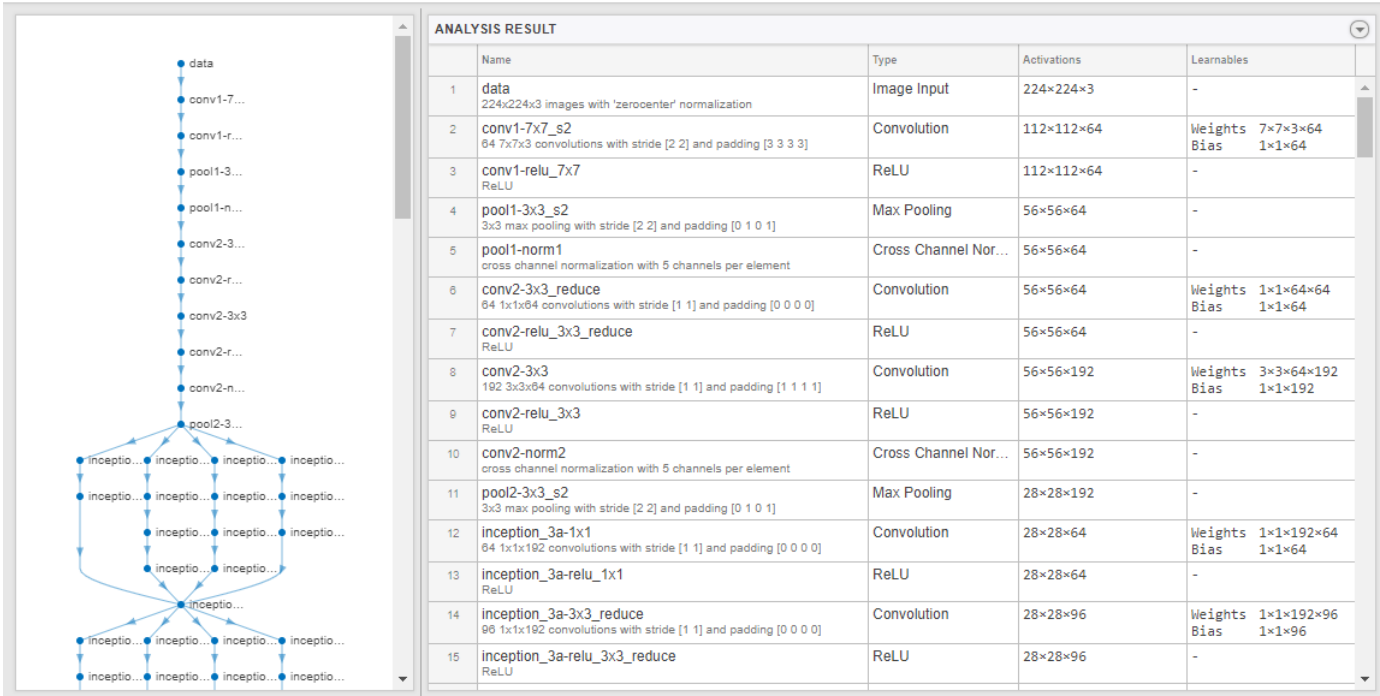 data
conv1-7...
conv1-r...
pool1-3...
pool1-n...
conv2-3...
conv2-r...
conv2-3x3
conv2-r...
conv2-n...
pool2-3...
inceptio... inceptio... inceptio... inceptio...
inceptio... inceptio... inceptio... inceptio...
inceptio... inceptio... inceptio...
inceptio... inceptio...
inceptio...
inceptio... inceptio... inceptio... inceptio...
inceptio... inceptio... inceptio... inceptio...
ANALYSIS RESULT
Name Type Activations Learnables
1 data Image Input 224×224×3 -
224x224x3 images with 'zerocenter' normalization
2 conv1-7x7_s2 Convolution 112×112×64 Weights 7×7×3×64
64 7x7x3 convolutions with stride [2 2] and padding [3 3 3 3] Bias 1×1×64
3 conv1-relu_7x7 ReLU 112×112×64 -
ReLU
4 pool1-3x3_s2 Max Pooling 56×56×64 -
3x3 max pooling with stride [2 2] and padding [0 1 0 1]
5 pool1-norm1 Cross Channel Nor... 56×56×64 -
cross channel normalization with 5 channels per element
6 conv2-3x3_reduce Convolution 56×56×64 Weights 1×1×64×64
64 1x1x64 convolutions with stride [1 1] and padding [0 0 0 0] Bias 1×1×64
7 conv2-relu_3x3_reduce ReLU 56×56×64 -
ReLU
8 conv2-3x3 Convolution 56×56×192 Weights 3×3×64×192
192 3x3x64 convolutions with stride [1 1] and padding [1 1 1 1] Bias 1×1×192
9 conv2-relu_3x3 ReLU 56×56×192 -
ReLU
10 conv2-norm2 Cross Channel Nor... 56×56×192 -
cross channel normalization with 5 channels per element
11 pool2-3x3_s2 Max Pooling 28×28×192 -
3x3 max pooling with stride [2 2] and padding [0 1 0 1]
12 inception_3a-1x1 Convolution 28×28×64 Weights 1×1×192×64
64 1x1x192 convolutions with stride [1 1] and padding [0 0 0 0] Bias 1×1×64
13 inception_3a-relu_1x1 ReLU 28×28×64 -
ReLU
14 inception_3a-3x3_reduce Convolution 28×28×96 Weights 1×1×192×96
96 1x1x192 convolutions with stride [1 1] and padding [0 0 0 0] Bias 1×1×96
15 inception_3a-relu_3x3_reduce ReLU 28×28×96 -
ReLU